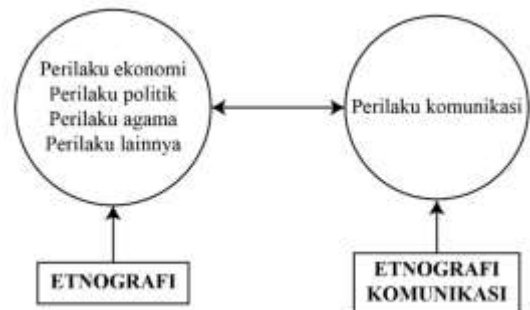 Perilaku ekonomi
Perilaku politik
Perilaku agama
Perilaku lainnya
Perilaku komunikasi
ETNOGRAFI
ETNOGRAFI
KOMUNIKASI